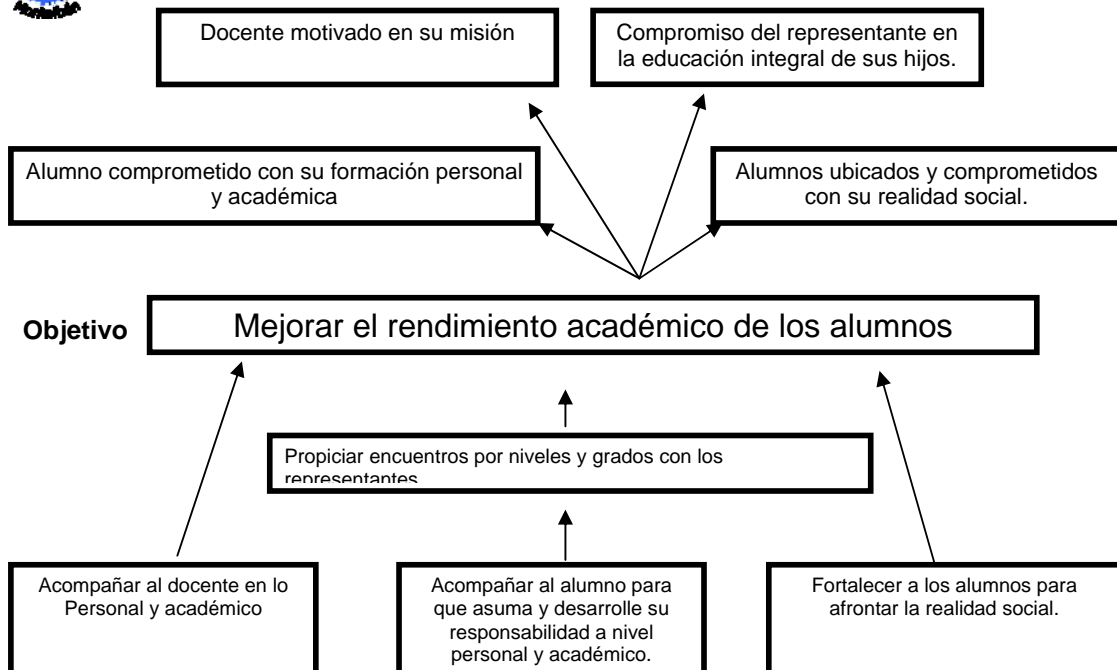 Docente motivado en su misión
Compromiso del representante en
la educación integral de sus hijos.
Alumno comprometido con su formación personal
y académica
Alumnos ubicados y comprometidos
con su realidad social.
Objetivo
Mejorar el rendimiento académico de los alumnos
Propiciar encuentros por niveles y grados con los
representantes
Acompañar al docente en lo
Personal y académico
Acompañar al alumno para
que asuma y desarrolle su
responsabilidad a nivel
personal y académico.
Fortalecer a los alumnos para
afrontar la realidad social.